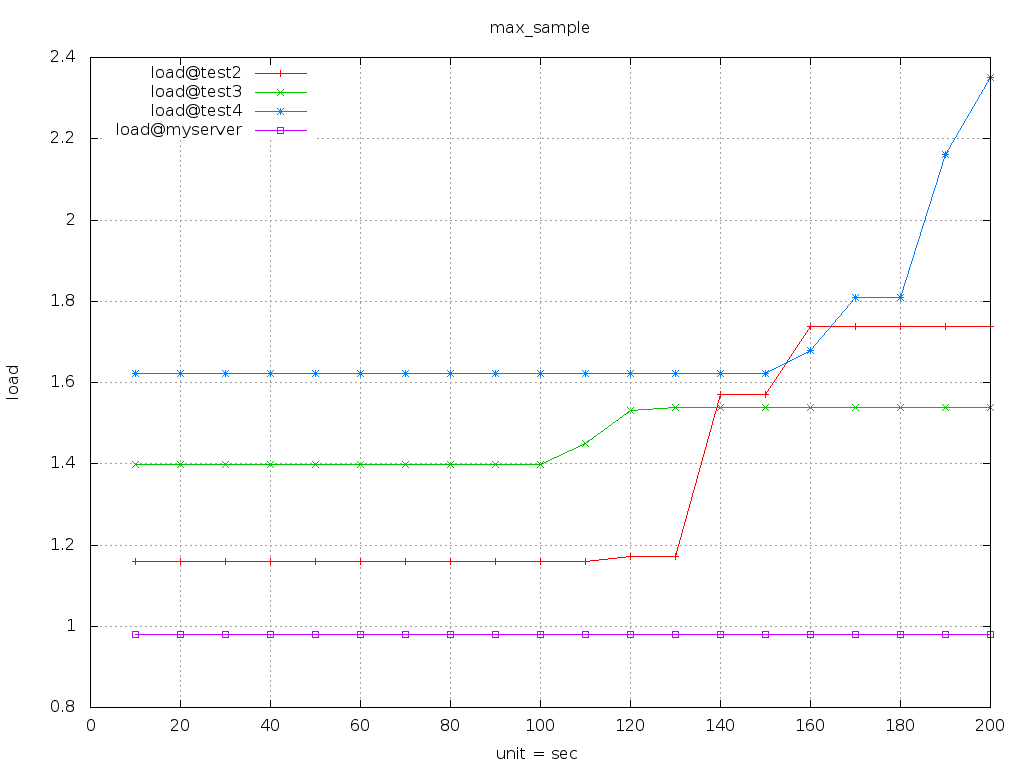 max_sample
load@test2
load@test3
load@test4
load@myserver
2.4
2.2
2
1.8
1.6
1.4
1.2
1
0.8
load
0 20 40 60 80 100 120 140 160 180 200
unit = sec